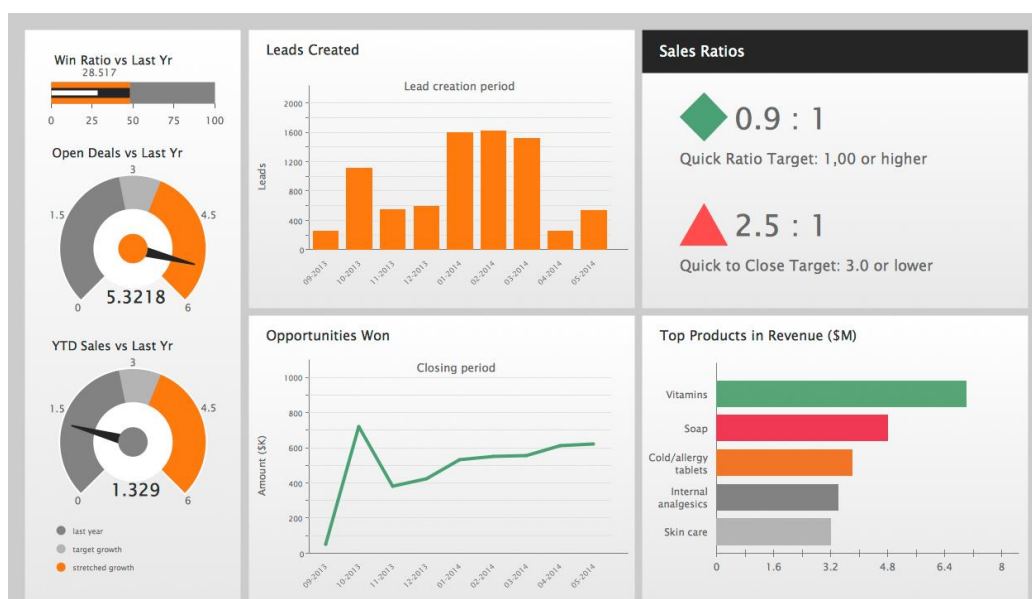 Win Ratio vs Last Yr
28.517
0 25 50 75 100
Open Deals vs Last Yr
3
1.5 4.5
5.3218
0 6
YTD Sales vs Last Yr
3
1.5 4.5
1.329
0 6
last year
target growth
stretched growth
Leads Created
Lead creation period
2000
1600
1200
800
400
0
Leads
09-2013 10-2013 11-2013 12-2013 01-2014 02-2014 03-2014 04-2014 05-2014
Sales Ratios
0.9 : 1
Quick Ratio Target: 1,00 or higher
2.5 : 1
Quick to Close Target: 3.0 or lower
Opportunities Won
Closing period
1000
800
600
400
200
0
Amount ($K)
09-2013 10-2013 11-2013 12-2013 01-2014 02-2014 03-2014 04-2014 05-2014
Top Products in Revenue ($M)
Vitamins
Soap
Cold/allergy
tablets
Internal
analgesics
Skin care
0 1.6 3.2 4.8 6.4 8